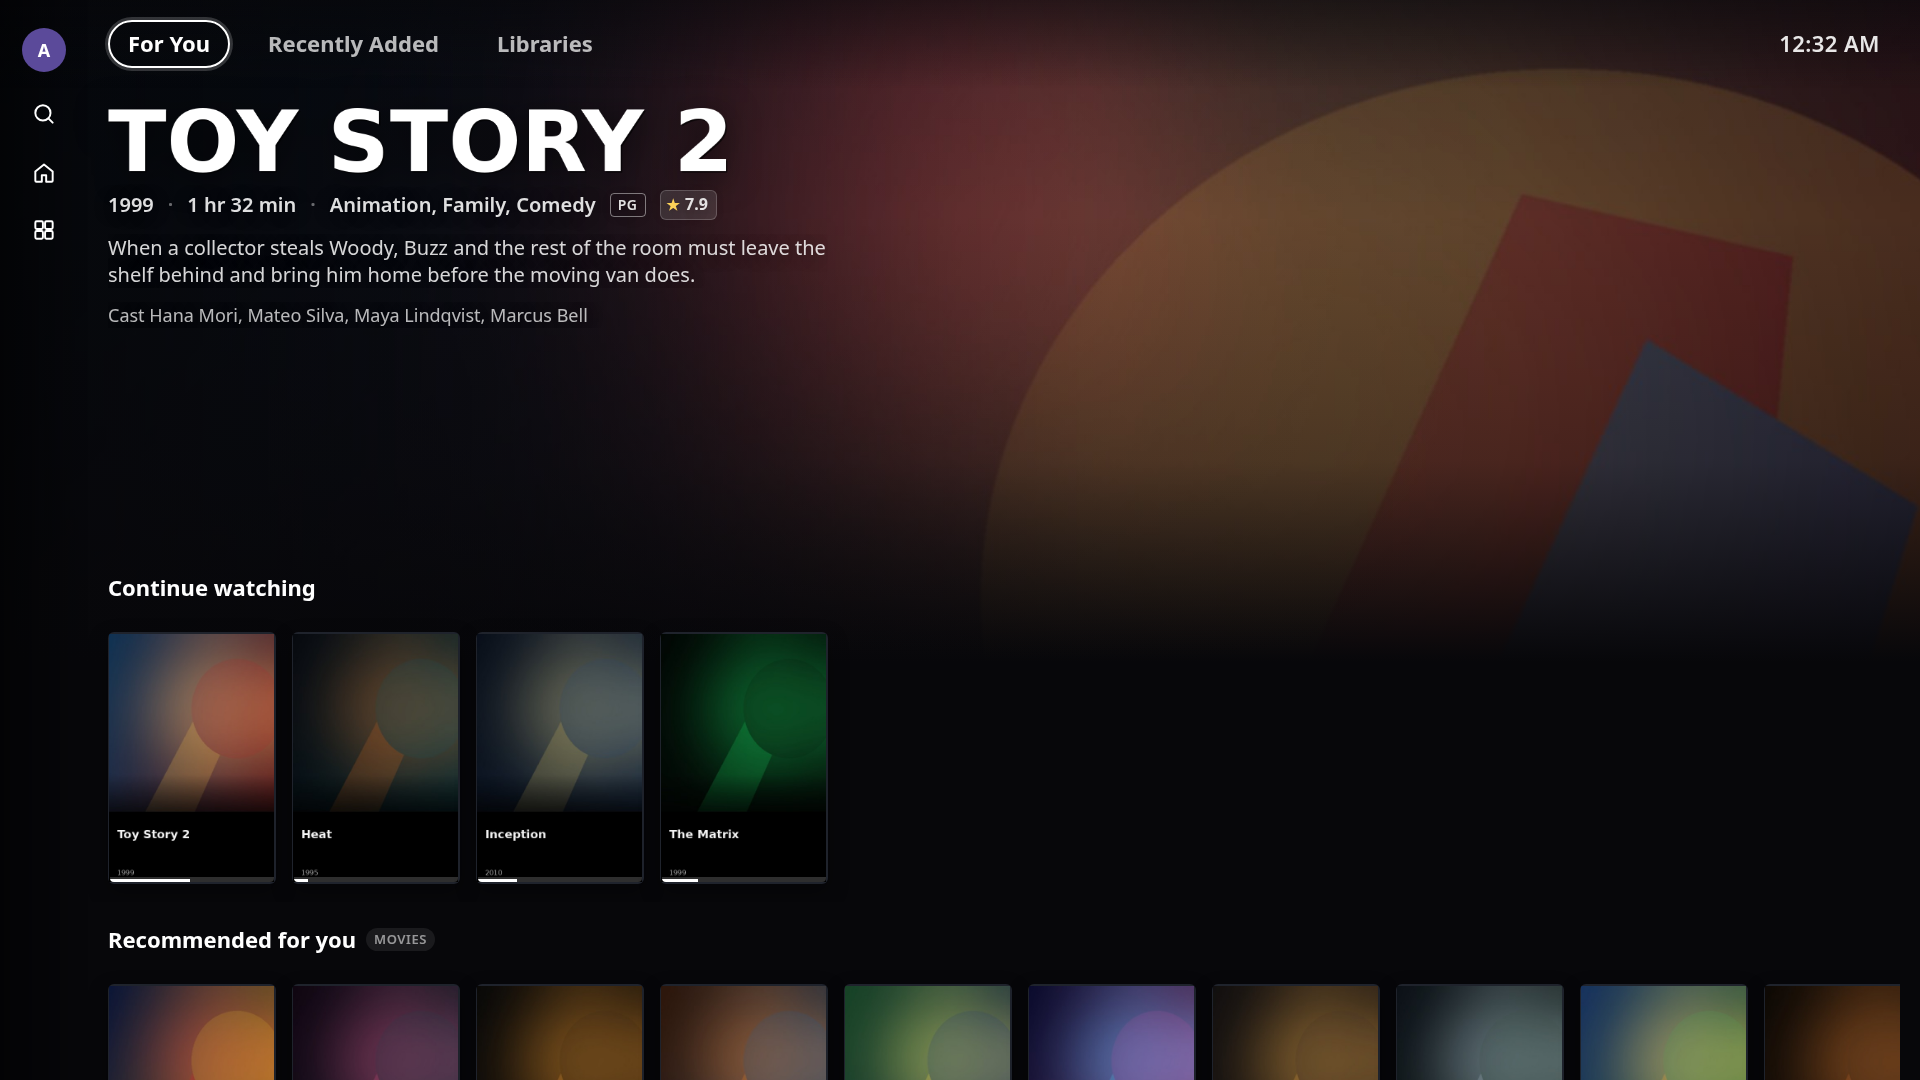 A
For You
Recently Added
Libraries
12:32 AM
TOY STORY 2
1999 · 1 hr 32 min · Animation, Family, Comedy PG ★ 7.9
When a collector steals Woody, Buzz and the rest of the room must leave the
shelf behind and bring him home before the moving van does.
Cast Hana Mori, Mateo Silva, Maya Lindqvist, Marcus Bell
Continue watching
Toy Story 2
1999
Heat
1995
Inception
2010
The Matrix
1999
Recommended for you MOVIES